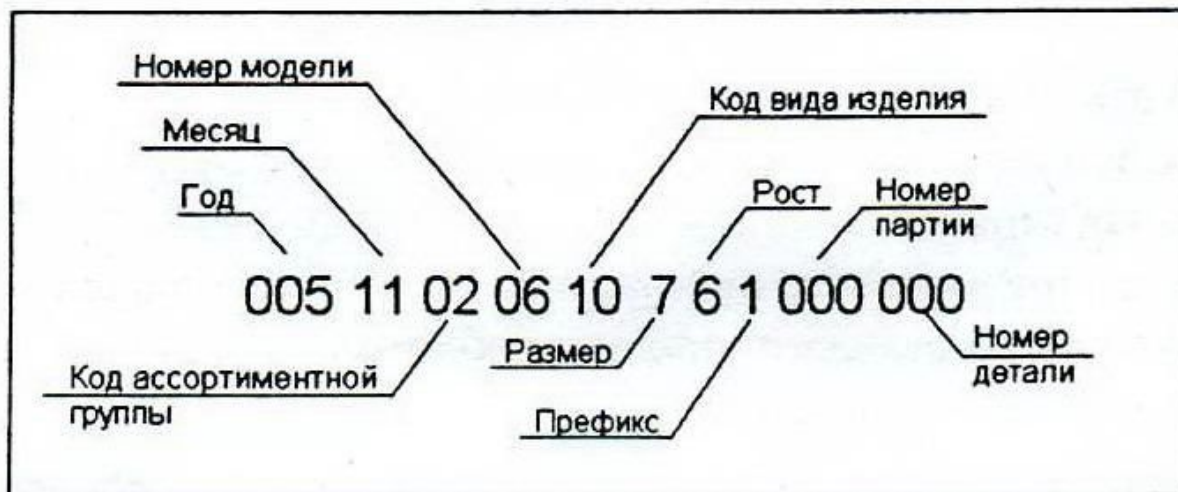 Номер модели
Код вида изделия
Месяц
Год
Рост
Номер
партии
005 11 02 06 10 7 6 1 000 000
Размер
Номер
детали
Код ассортиментной
группы
Префикс